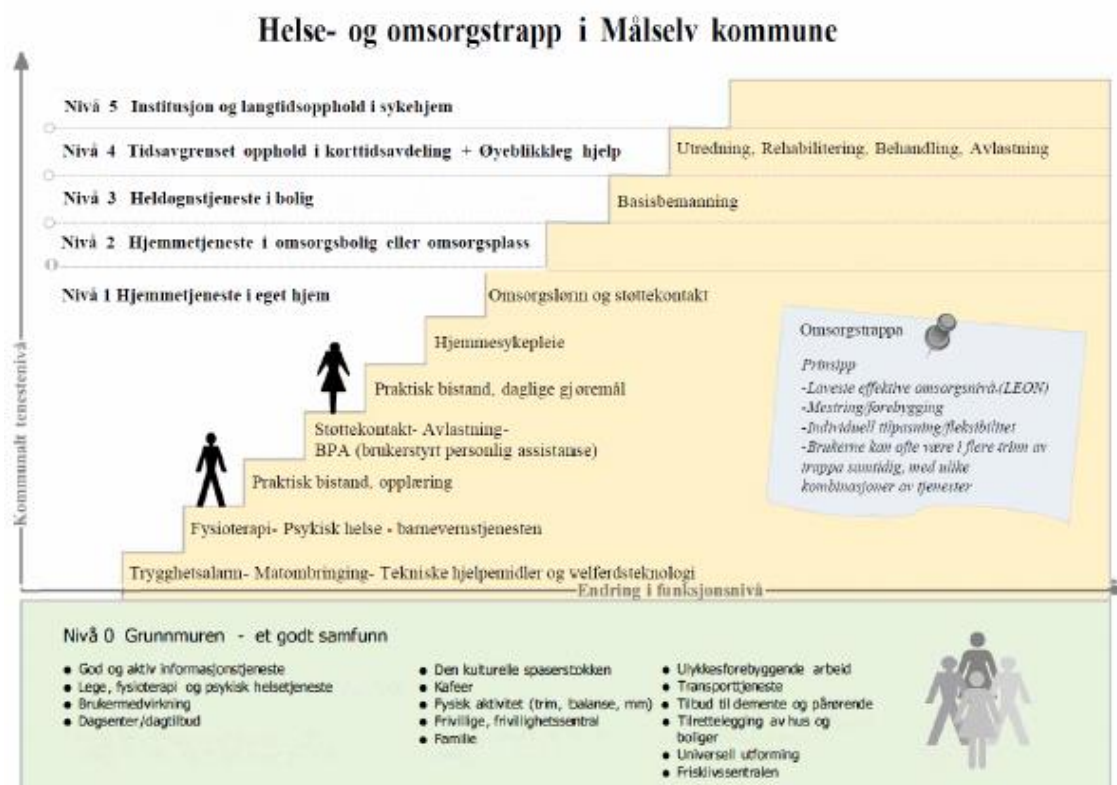 Helse- og omsorgstrapp i Målselv kommune
Nivå 5 Institusjon og langtidsopphold i sykehjem
Nivå 4 Tidsavgrenset opphold i korttidsavdeling + Øyeblikkleg hjelp
Utredning, Rehabilitering, Behandling, Avlastning
Nivå 3 Heldøgnstjeneste i bolig
Basisbemanning
Nivå 2 Hjemmetjeneste i omsorgsbolig eller omsorgsplass
Nivå 1 Hjemmetjeneste i eget hjem
Omsorgslønn og støttekontakt
Hjemmesykepleie
Praktisk bistand, daglige gjøremål
Støttekontakt- Avlastning-
BPA (brukerstyrt personlig assistanse)
Praktisk bistand, opplæring
Fysioterapi- Psykisk helse - barnevernstjenesten
Trygghetsalarm- Matombringing- Tekniske hjelpemidler og welferdsteknologi
Kommunalt tenestenivå
Endring i funksjonsnivå
Omsorgstrappa
Prinsipp
-Laveste effektive omsorgsnivå (LEON)
-Mestring/forebygging
-Individuell tilpasning/fleksibilitet
-Brukerne kan ofte være i flere trinn av
trappa samtidig, med ulike
kombinasjoner av tjenester
Nivå 0 Grunnmuren - et godt samfunn
• God og aktiv informasjonstjeneste
• Lege, fysioterapi og psykisk helsetjeneste
• Brukermedvirkning
• Dagsenter/dagtilbud
• Den kulturelle spaserstokken
• Kafeer
• Fysisk aktivitet (trim, balanse, mm)
• Frivillige, frivillighetssentral
• Familie
• Ulykkesforebyggende arbeid
• Transporttjeneste
• Tilbud til demente og pårørende
• Tilrettelegging av hus og
boliger
• Universell utforming
• Frisklivssentralen